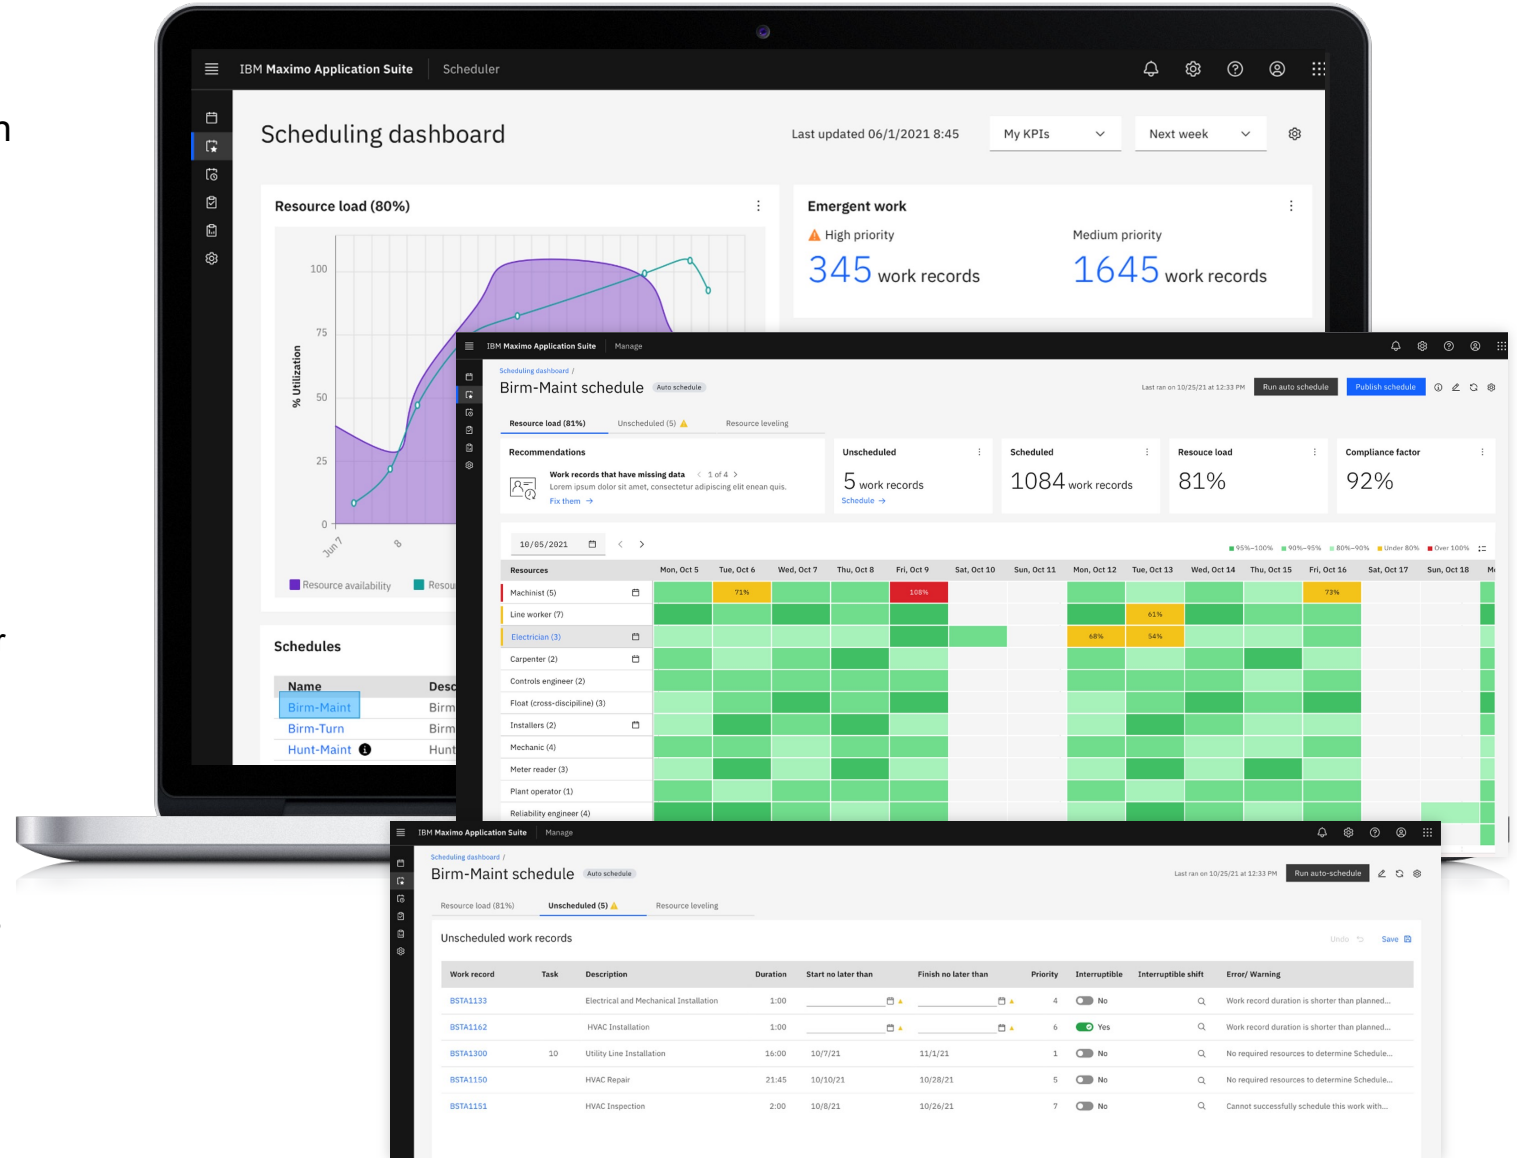 n
r
IBM Maximo Application Suite Scheduler
Scheduling dashboard
Last updated 06/1/2021 8:45 My KPIs Next week
Resource load (80%)
% Utilization
100
75
50
25
0
Jun 7 8
Resource availability Resou
Emergent work
High priority Medium priority
345 work records 1645 work records
Schedules
Name Desc
Birm-Maint Birm
Birm-Turn Birm
Hunt-Maint Hunt
IBM Maximo Application Suite Manage
Scheduling dashboard /
Birm-Maint schedule Auto schedule
Last ran on 10/25/21 at 12:33 PM Run auto schedule Publish schedule
Resource load (81%) Unscheduled (5) Resource leveling
Recommendations
Work records that have missing data < 1 of 4 >
Lorem ipsum dolor sit amet, consectetur adipiscing elit enean quis.
Fix them →
Unscheduled
5 work records
Schedule →
Scheduled
1084 work records
Resouce load
81%
Compliance factor
92%
10/05/2021 < >
95%–100% 90%–95% 80%–90% Under 80% Over 100%
Resources Mon, Oct 5 Tue, Oct 6 Wed, Oct 7 Thu, Oct 8 Fri, Oct 9 Sat, Oct 10 Sun, Oct 11 Mon, Oct 12 Tue, Oct 13 Wed, Oct 14 Thu, Oct 15 Fri, Oct 16 Sat, Oct 17 Sun, Oct 18 M
Machinist (5) 71% 108% 73%
Line worker (7) 61%
Electrician (3) 68% 54%
Carpenter (2)
Controls engineer (2)
Float (cross-discipiline) (3)
Installers (2)
Mechanic (4)
Meter reader (3)
Plant operator (1)
Reliability engineer (4)
IBM Maximo Application Suite Manage
Scheduling dashboard /
Birm-Maint schedule Auto schedule
Last ran on 10/25/21 at 12:33 PM Run auto-schedule
Resource load (81%) Unscheduled (5) Resource leveling
Unscheduled work records
Undo Save
Work record Task Description Duration Start no later than Finish no later than Priority Interruptible Interruptible shift Error/ Warning
BSTA1133 Electrical and Mechanical Installation 1:00 4 No Work record duration is shorter than planned...
BSTA1162 HVAC Installation 1:00 6 Yes Work record duration is shorter than planned...
BSTA1300 10 Utility Line Installation 16:00 10/7/21 11/1/21 1 No No required resources to determine Schedule...
BSTA1150 HVAC Repair 21:45 10/10/21 10/28/21 5 No No required resources to determine Schedule...
BSTA1151 HVAC Inspection 2:00 10/8/21 10/26/21 7 No Cannot successfully schedule this work with...